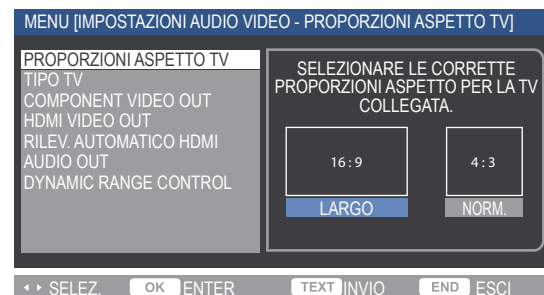 MENU [IMPOSTAZIONI AUDIO VIDEO - PROPORZIONI ASPETTO TV]
PROPORZIONI ASPETTO TV
TIPO TV
COMPONENT VIDEO OUT
HDMI VIDEO OUT
RILEV. AUTOMATICO HDMI
AUDIO OUT
DYNAMIC RANGE CONTROL
SELEZIONARE LE CORRETTE
PROPORZIONI ASPETTO PER LA TV
COLLEGATA.
16:9 4:3
LARGO NORM.
SELEZ. OK ENTER TEXT INVIO END ESCI